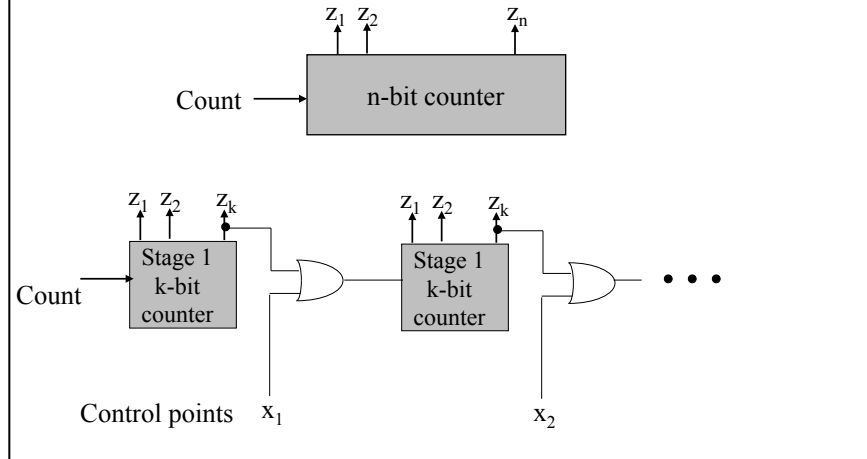 z1 z2 zn
Count
n-bit counter
z1 z2 zk
z1 z2 zk
Stage 1
k-bit
counter
Stage 1
k-bit
counter
Count
Control points
x1
x2